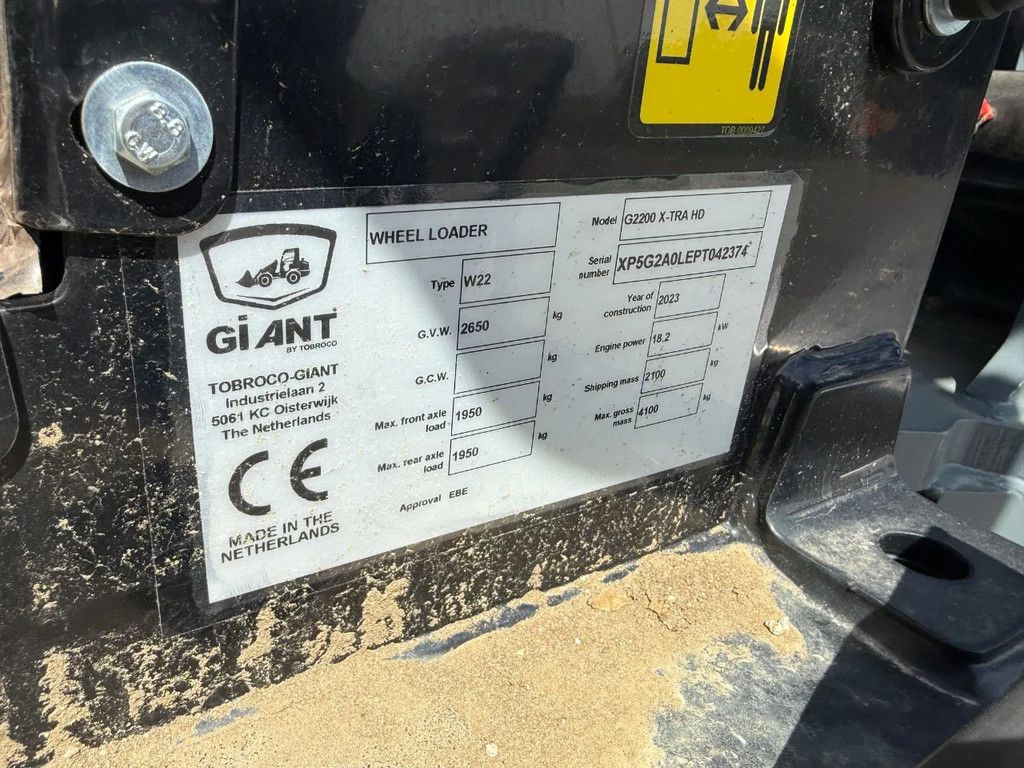 8.8
CW
TOB-0009427
GiANT
BY TOBROCO
TOBROCO-GIANT
Industrielaan 2
5061 KC Oisterwijk
The Netherlands
CE
MADE IN THE
NETHERLANDS
WHEEL LOADER
Type W22
G.V.W. 2650 kg
G.C.W. kg
Max. front axle
load 1950 kg
Max. rear axle
load 1950 kg
Approval EBE
Model G2200 X-TRA HD
Serial
number XP5G2A0LEPT042374
Year of
construction 2023
Engine power 18.2 kW
Shipping mass 2100 kg
Max. gross
mass 4100 kg